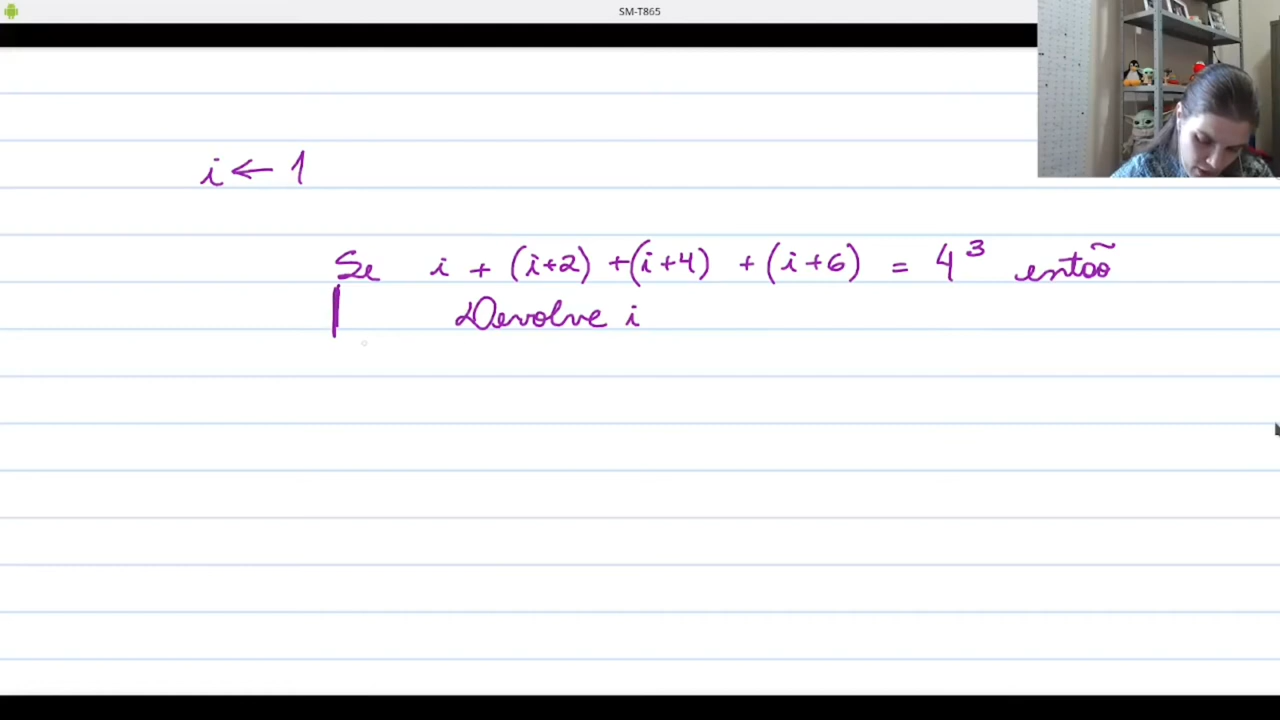 SM-T865
i ← 1
Se i + (i+2) + (i+4) + (i+6) = 4³ então
Devolve i